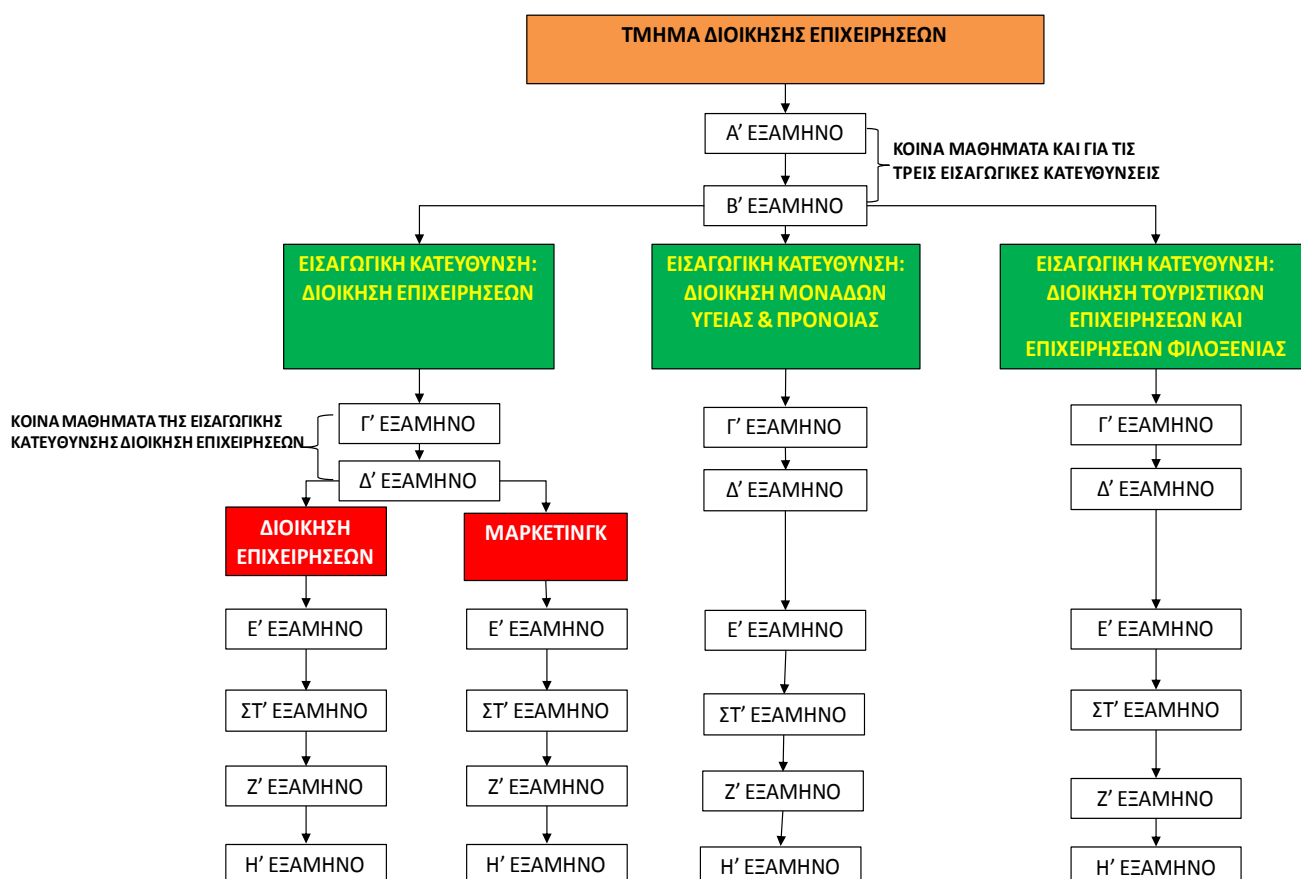 ΤΜΗΜΑ ΔΙΟΙΚΗΣΗΣ ΕΠΙΧΕΙΡΗΣΕΩΝ
Α’ ΕΞΑΜΗΝΟ
ΚΟΙΝΑ ΜΑΘΗΜΑΤΑ ΚΑΙ ΓΙΑ ΤΙΣ
ΤΡΕΙΣ ΕΙΣΑΓΩΓΙΚΕΣ ΚΑΤΕΥΘΥΝΣΕΙΣ
Β’ ΕΞΑΜΗΝΟ
ΕΙΣΑΓΩΓΙΚΗ ΚΑΤΕΥΘΥΝΣΗ:
ΔΙΟΙΚΗΣΗ ΕΠΙΧΕΙΡΗΣΕΩΝ
ΕΙΣΑΓΩΓΙΚΗ ΚΑΤΕΥΘΥΝΣΗ:
ΔΙΟΙΚΗΣΗ ΜΟΝΑΔΩΝ
ΥΓΕΙΑΣ & ΠΡΟΝΟΙΑΣ
ΕΙΣΑΓΩΓΙΚΗ ΚΑΤΕΥΘΥΝΣΗ:
ΔΙΟΙΚΗΣΗ ΤΟΥΡΙΣΤΙΚΩΝ
ΕΠΙΧΕΙΡΗΣΕΩΝ ΚΑΙ
ΕΠΙΧΕΙΡΗΣΕΩΝ ΦΙΛΟΞΕΝΙΑΣ
ΚΟΙΝΑ ΜΑΘΗΜΑΤΑ ΤΗΣ ΕΙΣΑΓΩΓΙΚΗΣ
ΚΑΤΕΥΘΥΝΣΗΣ ΔΙΟΙΚΗΣΗ ΕΠΙΧΕΙΡΗΣΕΩΝ
Γ’ ΕΞΑΜΗΝΟ
Γ’ ΕΞΑΜΗΝΟ
Γ’ ΕΞΑΜΗΝΟ
Δ’ ΕΞΑΜΗΝΟ
Δ’ ΕΞΑΜΗΝΟ
Δ’ ΕΞΑΜΗΝΟ
ΔΙΟΙΚΗΣΗ
ΕΠΙΧΕΙΡΗΣΕΩΝ
ΜΑΡΚΕΤΙΝΓΚ
Ε’ ΕΞΑΜΗΝΟ
Ε’ ΕΞΑΜΗΝΟ
Ε’ ΕΞΑΜΗΝΟ
Ε’ ΕΞΑΜΗΝΟ
ΣΤ’ ΕΞΑΜΗΝΟ
ΣΤ’ ΕΞΑΜΗΝΟ
ΣΤ’ ΕΞΑΜΗΝΟ
ΣΤ’ ΕΞΑΜΗΝΟ
Ζ’ ΕΞΑΜΗΝΟ
Ζ’ ΕΞΑΜΗΝΟ
Ζ’ ΕΞΑΜΗΝΟ
Ζ’ ΕΞΑΜΗΝΟ
Η’ ΕΞΑΜΗΝΟ
Η’ ΕΞΑΜΗΝΟ
Η’ ΕΞΑΜΗΝΟ
Η’ ΕΞΑΜΗΝΟ